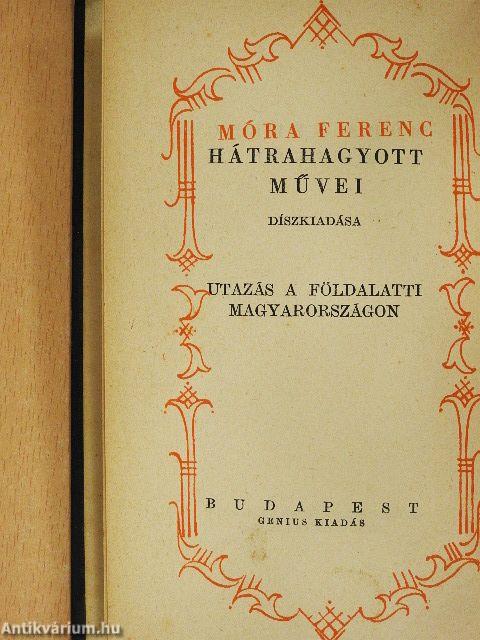 MÓRA FERENC
HÁTRAHAGYOTT
MŰVEI
DÍSZKIADÁSA
UTAZÁS A FÖLDALATTI
MAGYARORSZÁGON
BUDAPEST
GENIUS KIADÁS
Antikvárium.hu